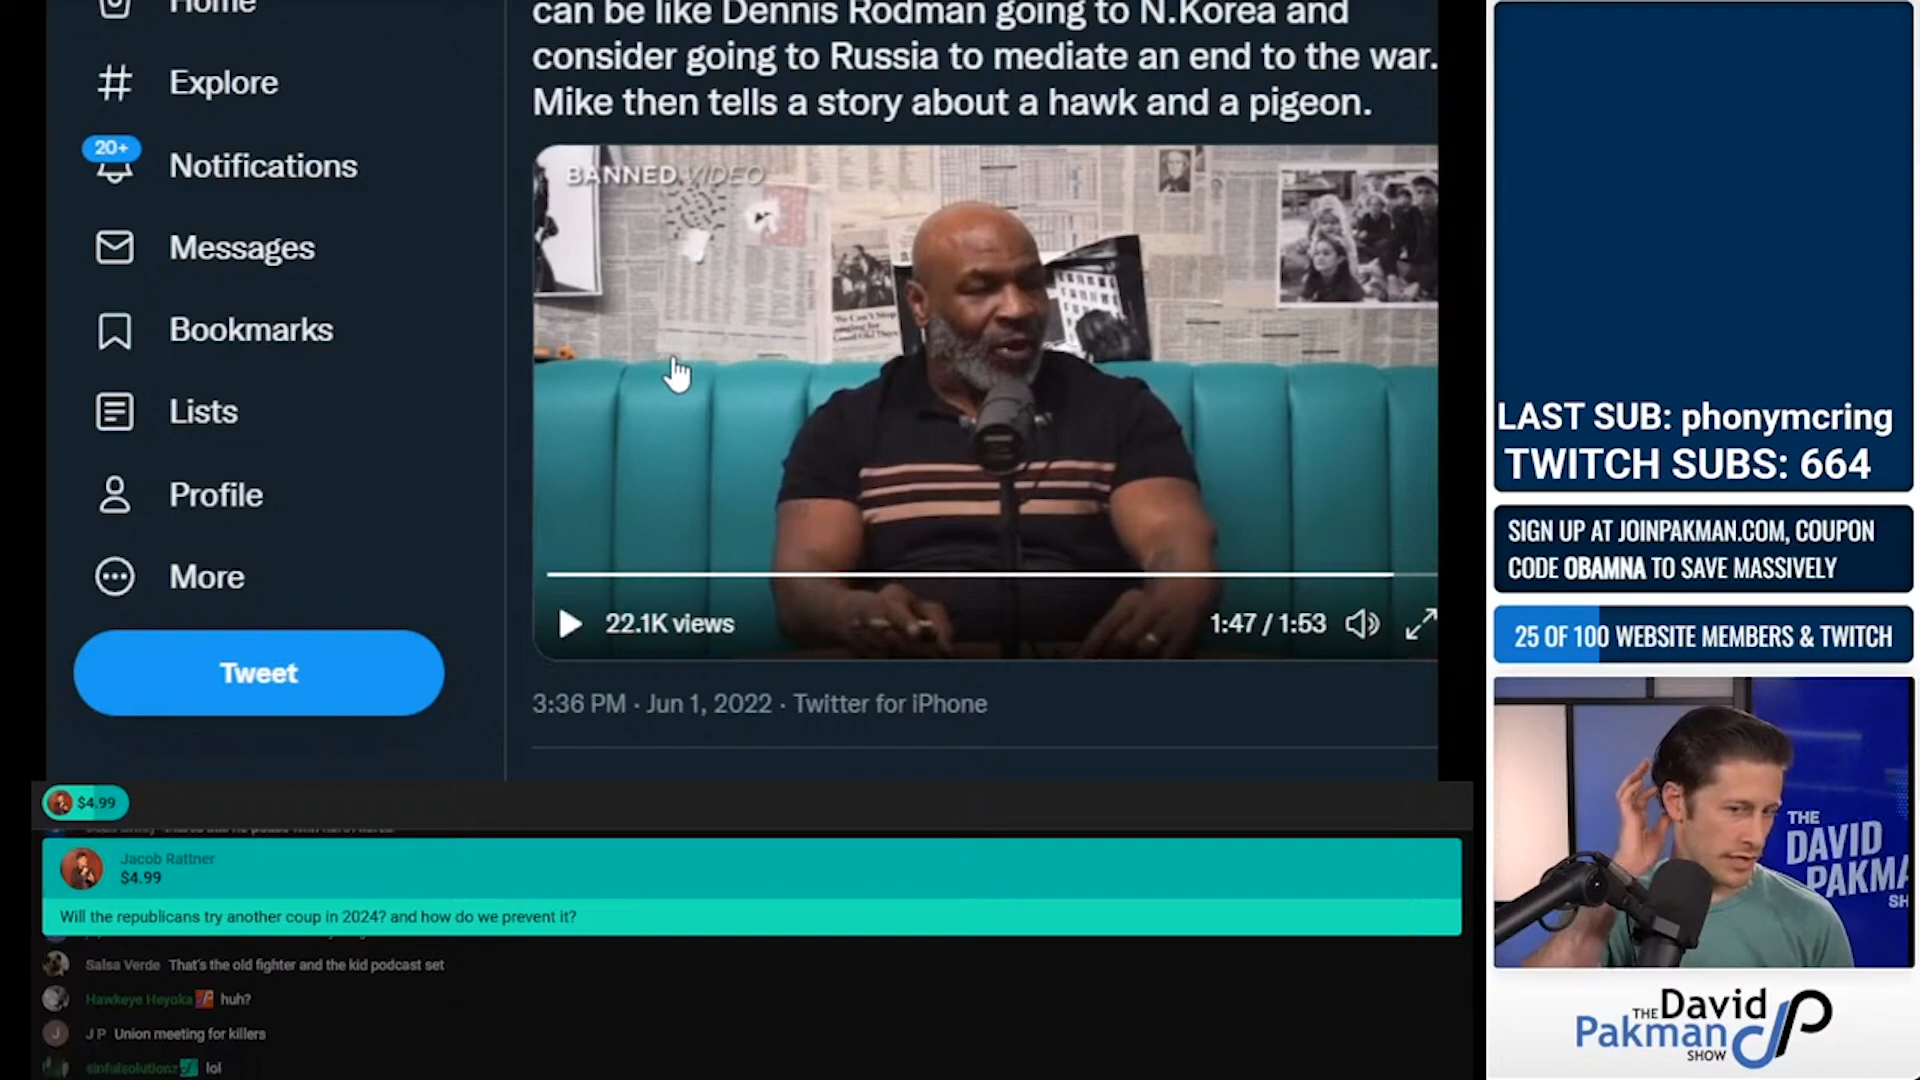 Home
Explore
20+
Notifications
Messages
Bookmarks
Lists
Profile
More
Tweet
can be like Dennis Rodman going to N.Korea and
consider going to Russia to mediate an end to the war.
Mike then tells a story about a hawk and a pigeon.
BANNED.VIDEO
22.1K views
1:47 / 1:53
3:36 PM · Jun 1, 2022 · Twitter for iPhone
$4.99
Jacob Rattner
$4.99
Will the republicans try another coup in 2024? and how do we prevent it?
Salsa Verde That's the old fighter and the kid podcast set
Hawkeye Heyoka huh?
J
J P Union meeting for killers
sinfulsolutionz lol
LAST SUB: phonymcring
TWITCH SUBS: 664
SIGN UP AT JOINPAKMAN.COM, COUPON
CODE OBAMNA TO SAVE MASSIVELY
25 OF 100 WEBSITE MEMBERS & TWITCH
THE
DAVID
PAKMA
SH
THE David
Pakman
SHOW